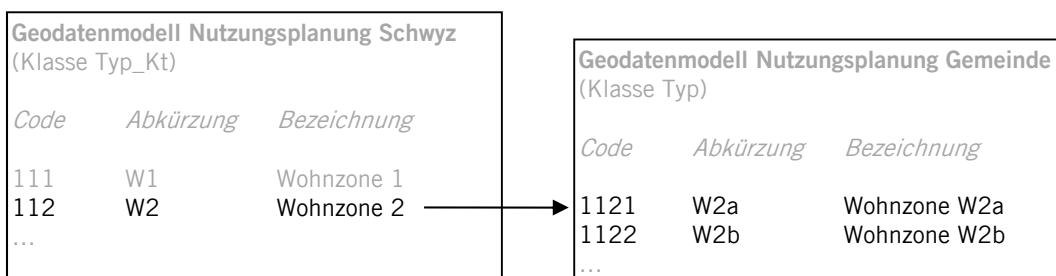 Geodatenmodell Nutzungsplanung Schwyz
(Klasse Typ_Kt)
Code Abkürzung Bezeichnung
111 W1 Wohnzone 1
112 W2 Wohnzone 2
...
Geodatenmodell Nutzungsplanung Gemeinde
(Klasse Typ)
Code Abkürzung Bezeichnung
1121 W2a Wohnzone W2a
1122 W2b Wohnzone W2b
...